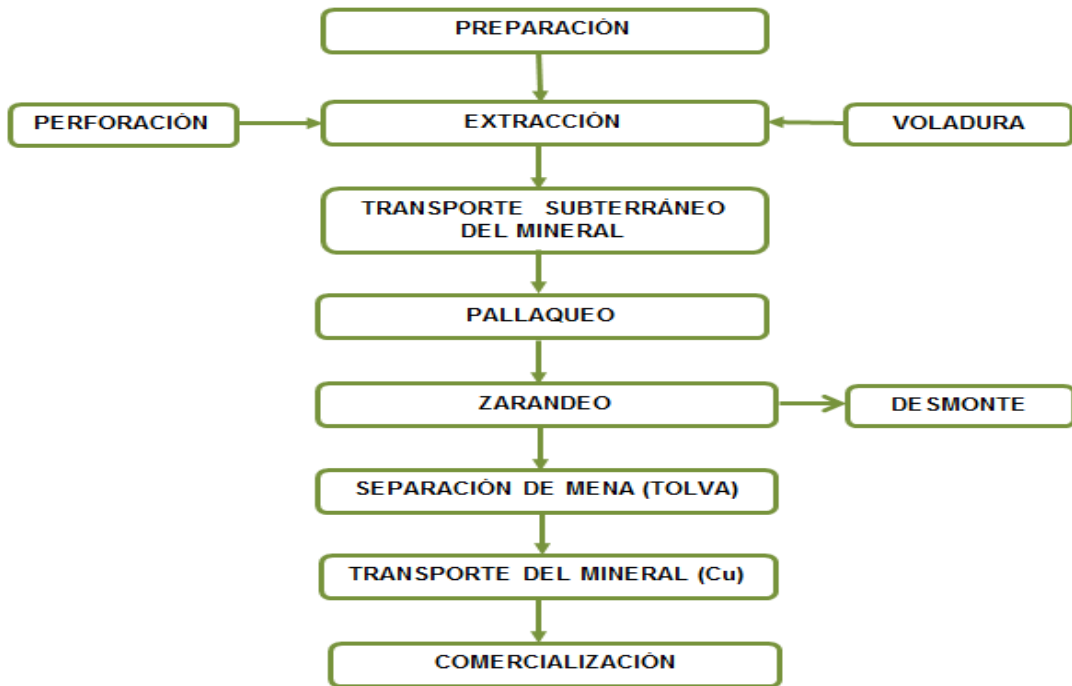 PREPARACIÓN
PERFORACIÓN
EXTRACCIÓN
VOLADURA
TRANSPORTE SUBTERRÁNEO
DEL MINERAL
PALLAQUEO
ZARANDEO
DESMONTE
SEPARACIÓN DE MENA (TOLVA)
TRANSPORTE DEL MINERAL (Cu)
COMERCIALIZACIÓN